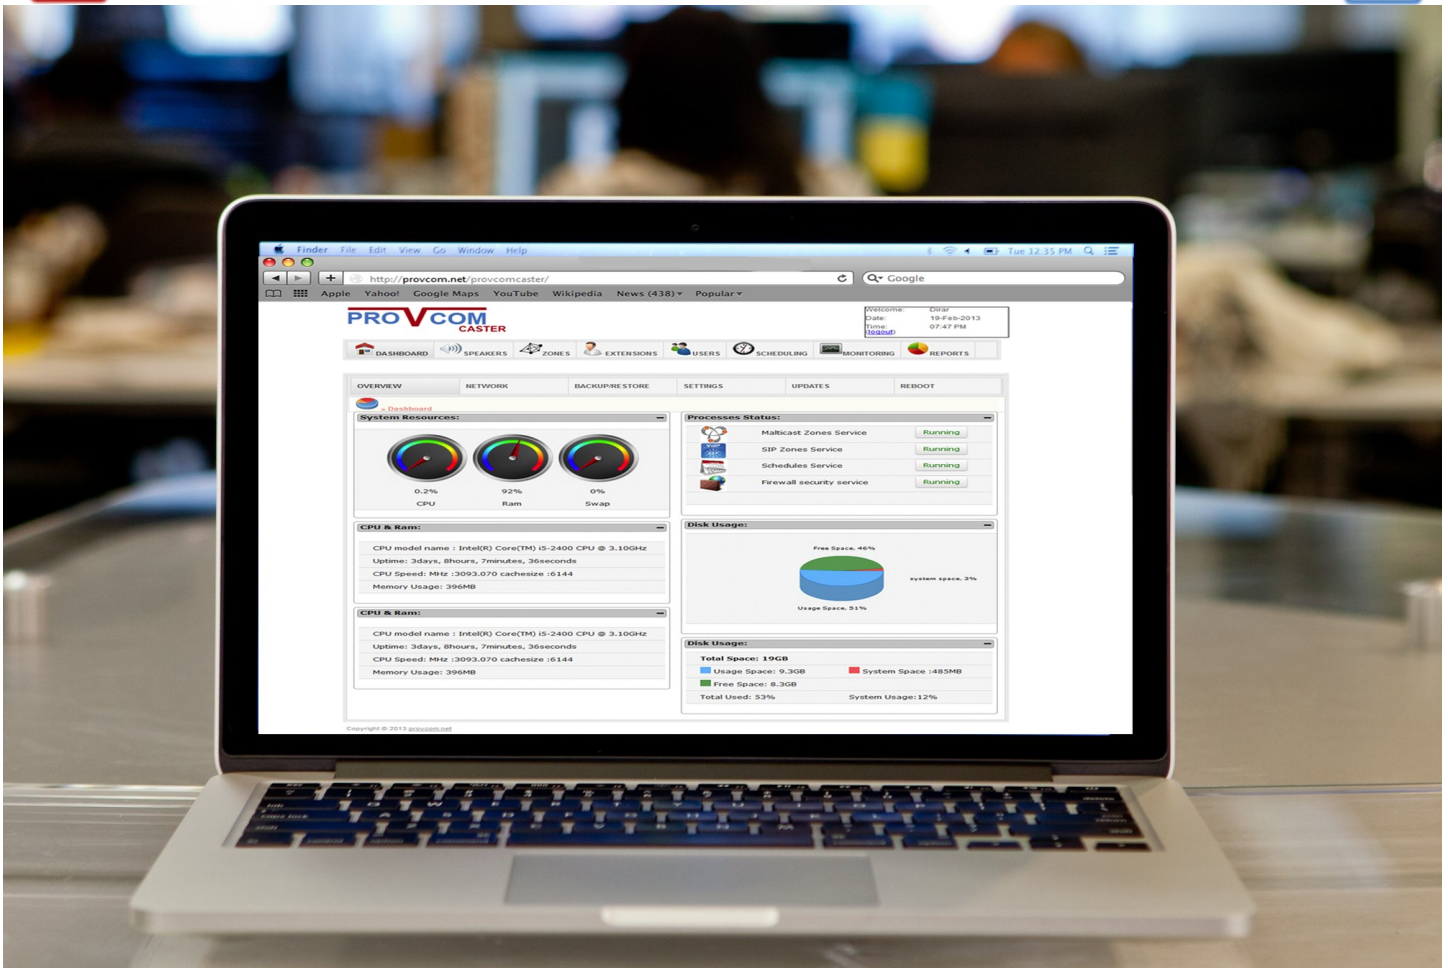 Finder File Edit View Go Window Help Tue 12:35 PM
http://provcom.net/provcomcaster/ Google
Apple Yahoo! Google Maps YouTube Wikipedia News (438) Popular
PROVCOM
CASTER
Welcome: Dirar
Date: 19-Feb-2013
Time: 07:47 PM
(logout)
DASHBOARD SPEAKERS ZONES EXTENSIONS USERS SCHEDULING MONITORING REPORTS
OVERVIEW NETWORK BACKUP/RESTORE SETTINGS UPDATES REBOOT
» Dashboard
System Resources:
0.2% 92% 0%
CPU Ram Swap
CPU & Ram:
CPU model name : Intel(R) Core(TM) i5-2400 CPU @ 3.10GHz
Uptime: 3days, 8hours, 7minutes, 36seconds
CPU Speed: MHz :3093.070 cachesize :6144
Memory Usage: 396MB
CPU & Ram:
CPU model name : Intel(R) Core(TM) i5-2400 CPU @ 3.10GHz
Uptime: 3days, 8hours, 7minutes, 36seconds
CPU Speed: MHz :3093.070 cachesize :6144
Memory Usage: 396MB
Processes Status:
Malticast Zones Service Running
SIP Zones Service Running
Schedules Service Running
Firewall security service Running
Disk Usage:
Free Space, 46%
system space, 3%
Usage Space, 51%
Disk Usage:
Total Space: 19GB
Usage Space: 9.3GB System Space :485MB
Free Space: 8.3GB
Total Used: 53% System Usage:12%
Copyright © 2013 provcom.net